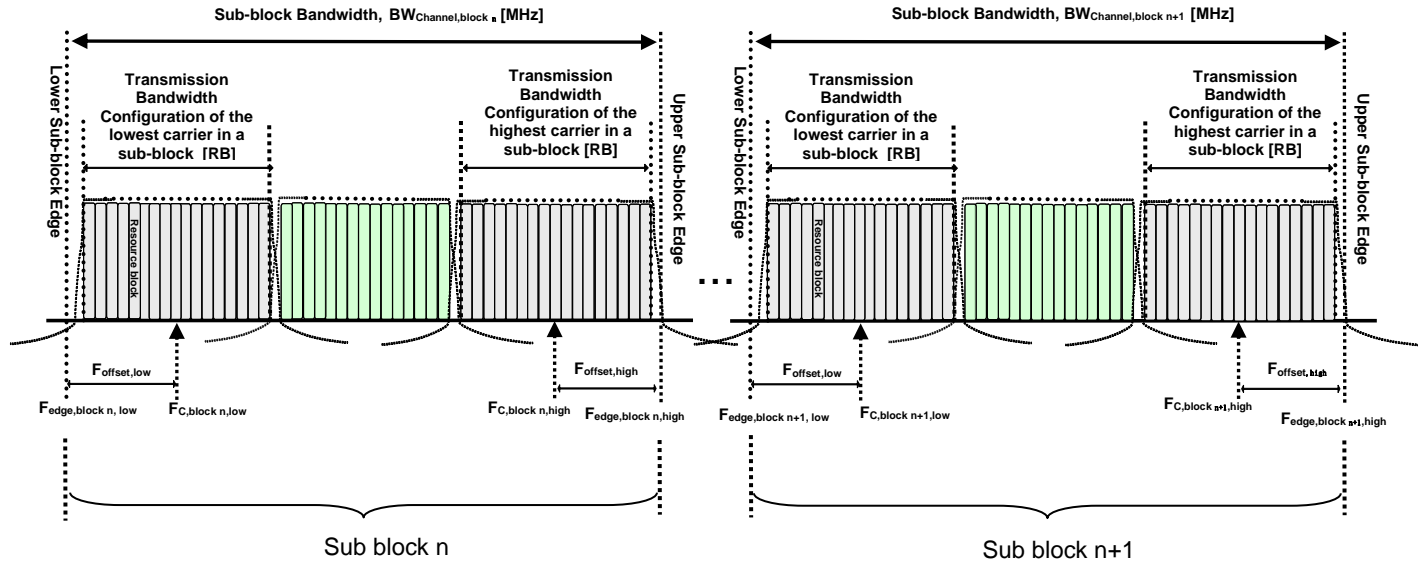 Sub-block Bandwidth, BWChannel,block n [MHz]
Sub-block Bandwidth, BWChannel,block n+1 [MHz]
Lower Sub-block Edge
Transmission
Bandwidth
Configuration of the
lowest carrier in a
sub-block [RB]
Transmission
Bandwidth
Configuration of the
highest carrier in a
sub-block [RB]
Upper Sub-block Edge
Resource block
...
Lower Sub-block Edge
Transmission
Bandwidth
Configuration of the
lowest carrier in a
sub-block [RB]
Transmission
Bandwidth
Configuration of the
highest carrier in a
sub-block [RB]
Upper Sub-block Edge
Resource block
Foffset,low
Foffset,high
Foffset,low
Foffset,high
Fedge,block n, low
FC,block n,low
FC,block n,high
Fedge,block n,high
Fedge,block n+1, low
FC,block n+1,low
FC,block n+1,high
Fedge,block n+1,high
Sub block n
Sub block n+1